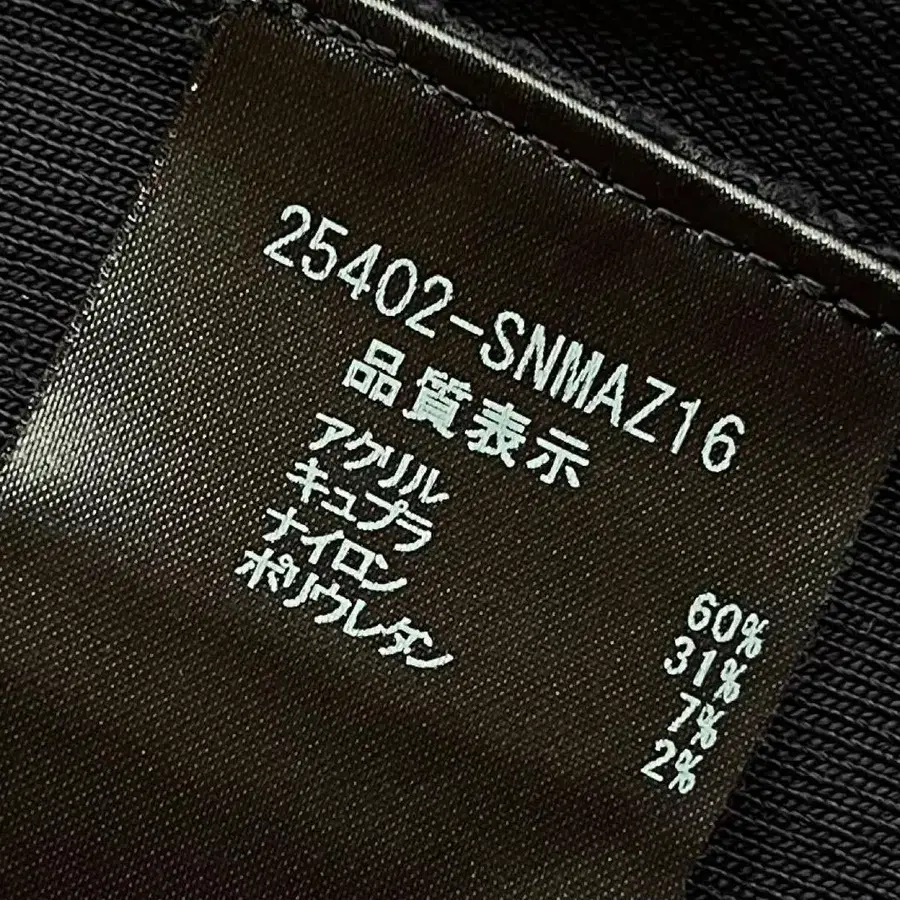 25402-SNMAZ16
品質表示
アクリル 60%
キュプラ 31%
ナイロン 7%
ポリウレタン 2%